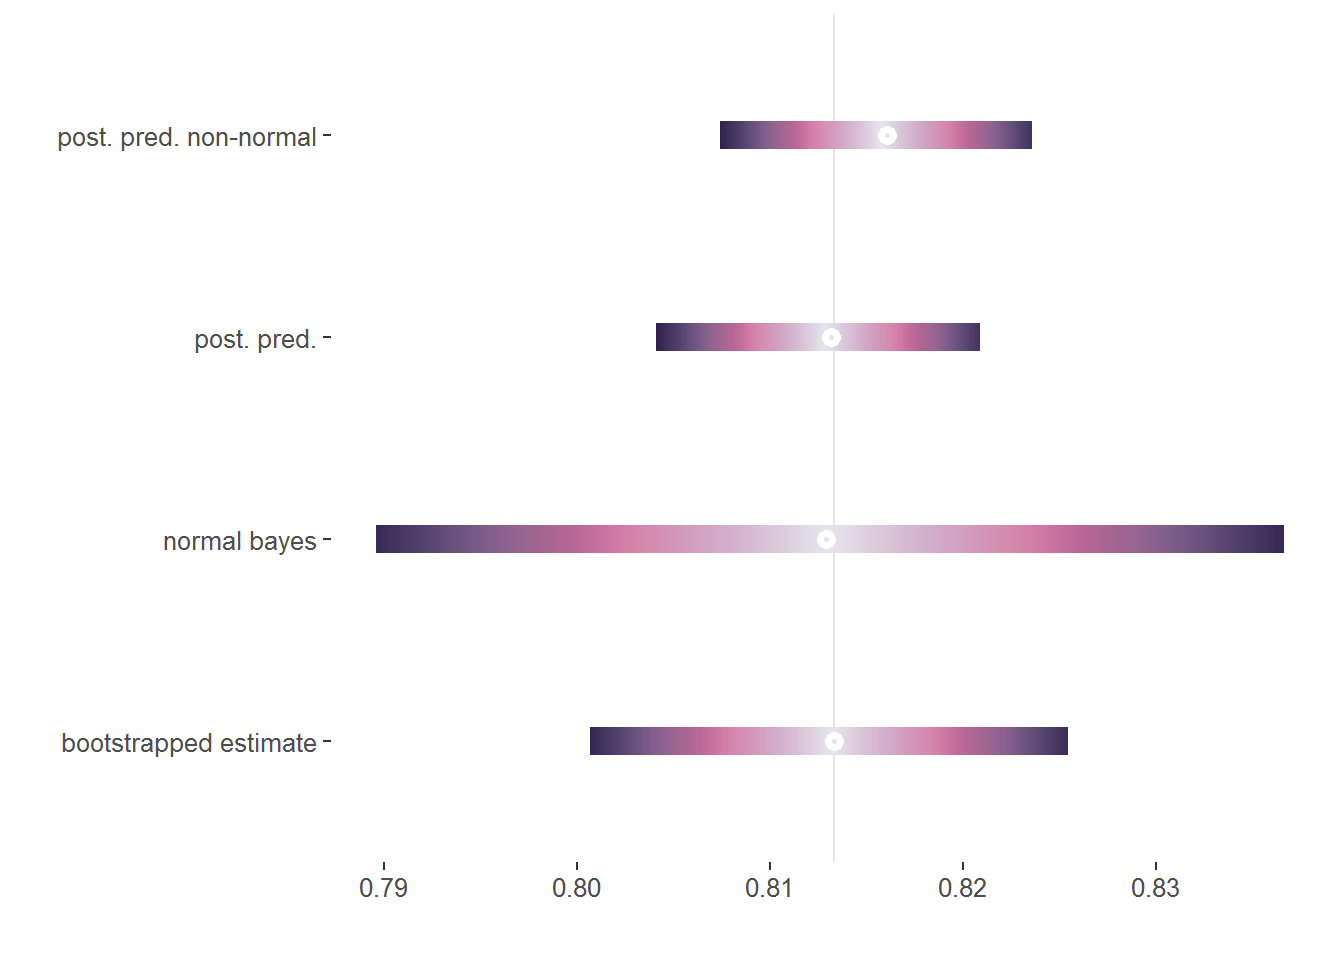 post. pred. non-normal
post. pred.
normal bayes
bootstrapped estimate
0.79 0.80 0.81 0.82 0.83